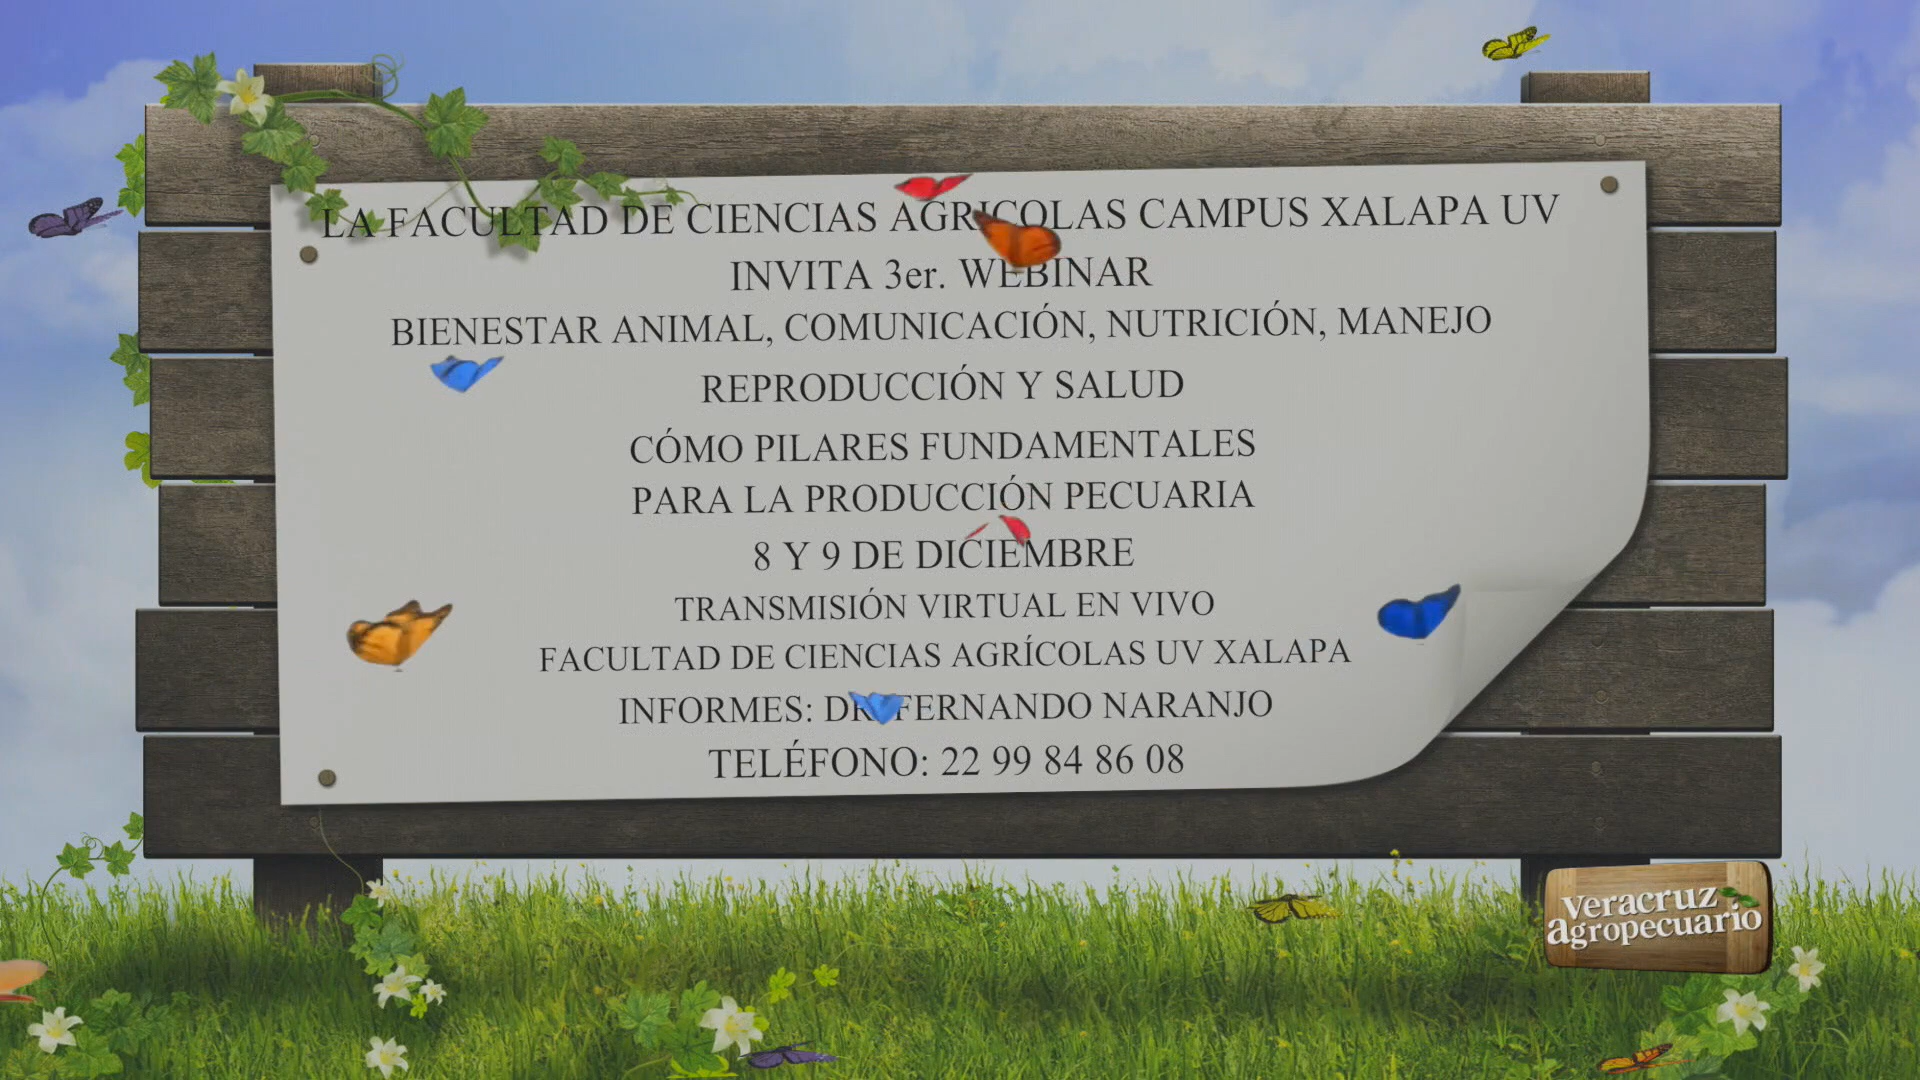 LA FACULTAD DE CIENCIAS AGRICOLAS CAMPUS XALAPA UV
INVITA 3er. WEBINAR
BIENESTAR ANIMAL, COMUNICACIÓN, NUTRICIÓN, MANEJO
REPRODUCCIÓN Y SALUD
CÓMO PILARES FUNDAMENTALES
PARA LA PRODUCCIÓN PECUARIA
8 Y 9 DE DICIEMBRE
TRANSMISIÓN VIRTUAL EN VIVO
FACULTAD DE CIENCIAS AGRÍCOLAS UV XALAPA
INFORMES: DR. FERNANDO NARANJO
TELÉFONO: 22 99 84 86 08
veracruz
agropecuario